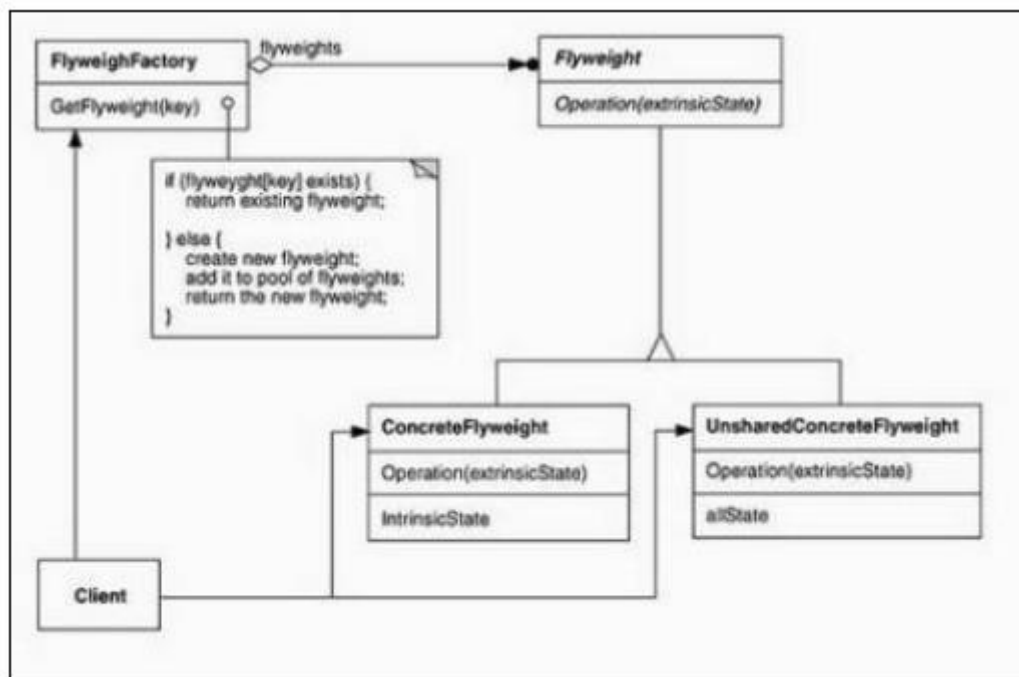 FlyweighFactory
GetFlyweight(key)
flyweights
Flyweight
Operation(extrinsicState)
if (flyweyght[key] exists) {
return existing flyweight;
} else {
create new flyweight;
add it to pool of flyweights;
return the new flyweight;
}
ConcreteFlyweight
Operation(extrinsicState)
IntrinsicState
UnsharedConcreteFlyweight
Operation(extrinsicState)
allState
Client